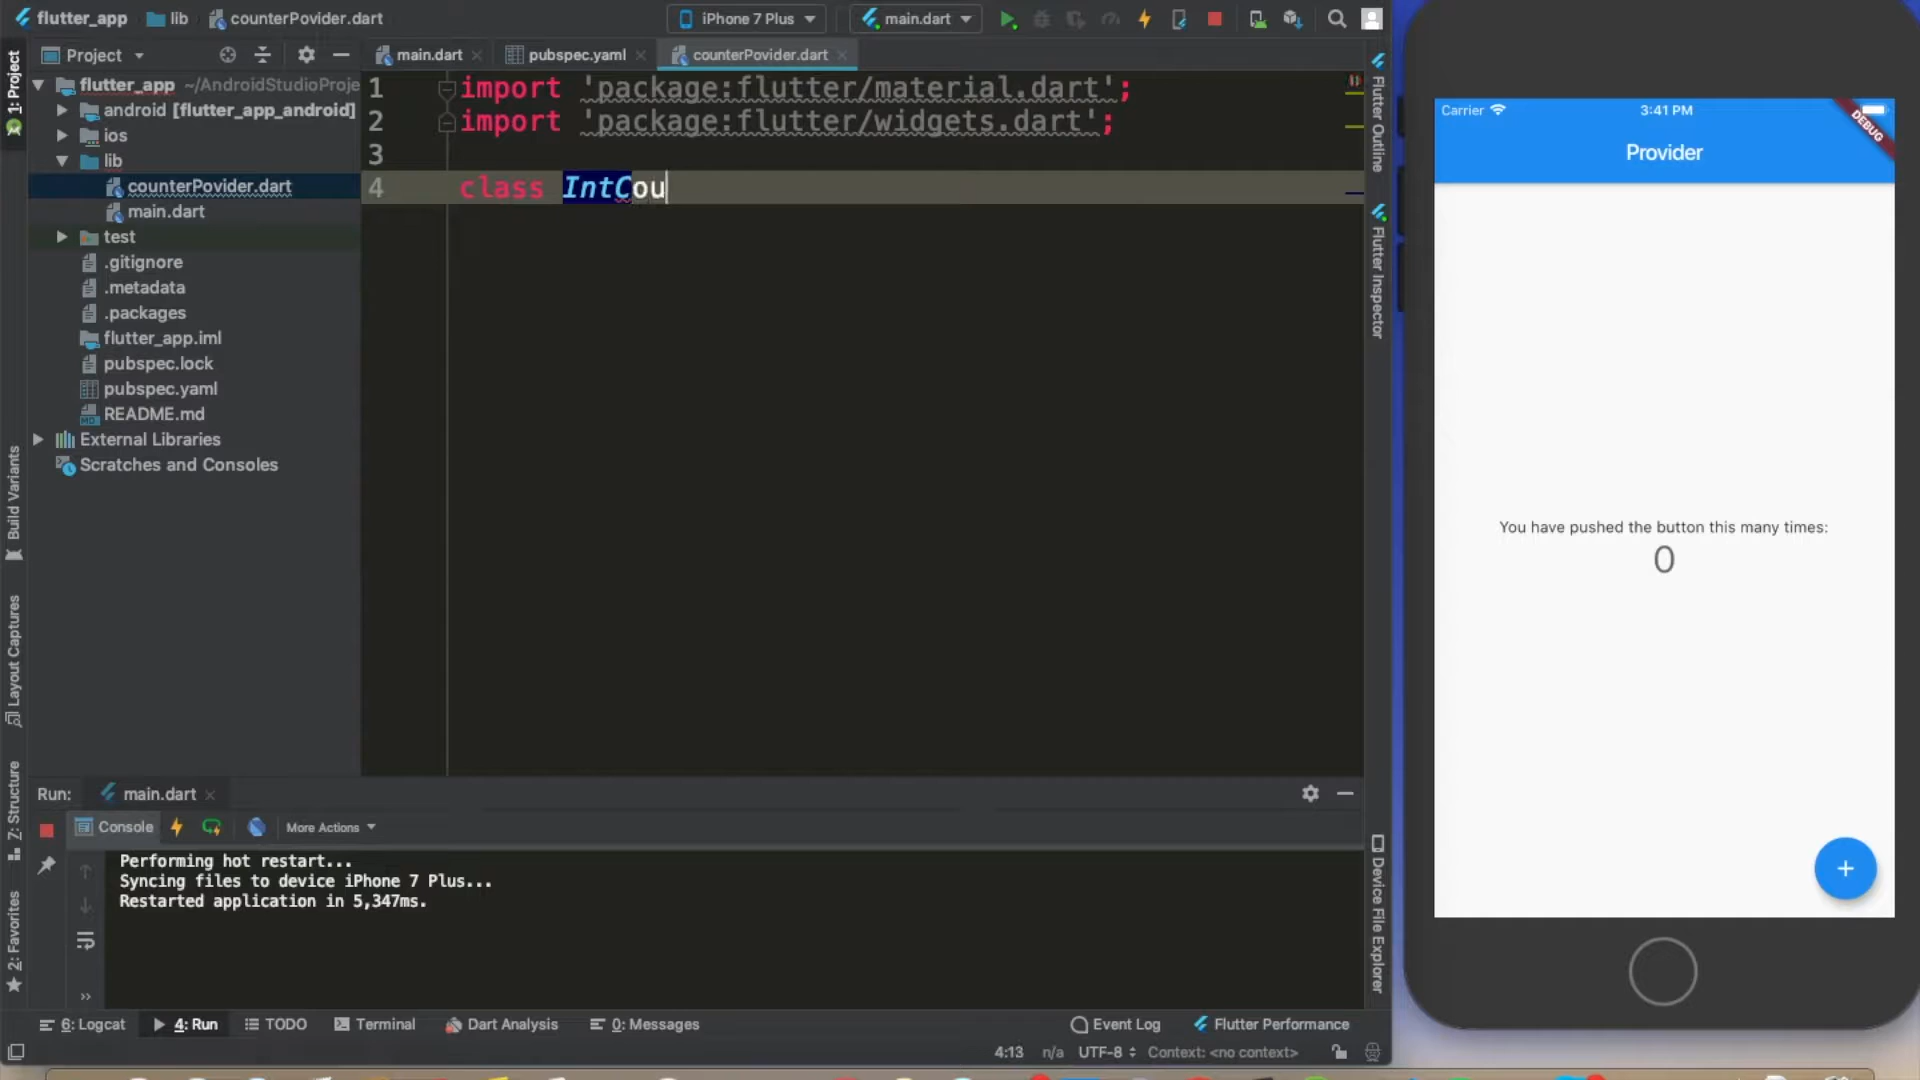 flutter_app lib counterPovider.dart iPhone 7 Plus main.dart
1: Project
Project
main.dart pubspec.yaml counterPovider.dart
flutter_app ~/AndroidStudioProje
android [flutter_app_android]
ios
lib
counterPovider.dart
main.dart
test
.gitignore
.metadata
.packages
flutter_app.iml
pubspec.lock
pubspec.yaml
README.md
External Libraries
Scratches and Consoles
1 import 'package:flutter/material.dart';
2 import 'package:flutter/widgets.dart';
3
4 class IntCou
Flutter Outline
Flutter Inspector
Device File Explorer
Build Variants
Layout Captures
7: Structure
2: Favorites
Carrier 3:41 PM
DEBUG
Provider
You have pushed the button this many times:
0
+
Run: main.dart
Console More Actions
Performing hot restart...
Syncing files to device iPhone 7 Plus...
Restarted application in 5,347ms.
6: Logcat 4: Run TODO Terminal Dart Analysis 0: Messages Event Log Flutter Performance
4:13 n/a UTF-8 Context: <no context>